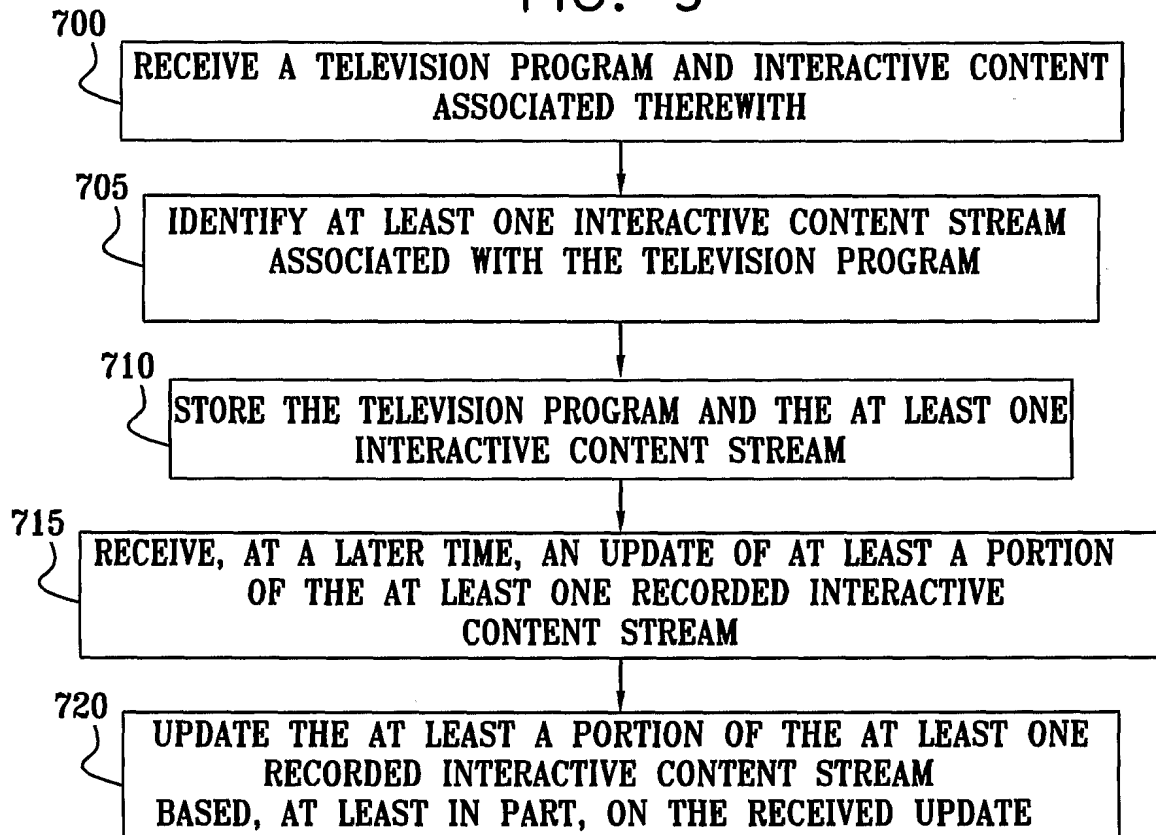 FIG. 5
700
RECEIVE A TELEVISION PROGRAM AND INTERACTIVE CONTENT
ASSOCIATED THEREWITH
705
IDENTIFY AT LEAST ONE INTERACTIVE CONTENT STREAM
ASSOCIATED WITH THE TELEVISION PROGRAM
710
STORE THE TELEVISION PROGRAM AND THE AT LEAST ONE
INTERACTIVE CONTENT STREAM
715
RECEIVE, AT A LATER TIME, AN UPDATE OF AT LEAST A PORTION
OF THE AT LEAST ONE RECORDED INTERACTIVE
CONTENT STREAM
720
UPDATE THE AT LEAST A PORTION OF THE AT LEAST ONE
RECORDED INTERACTIVE CONTENT STREAM
BASED, AT LEAST IN PART, ON THE RECEIVED UPDATE